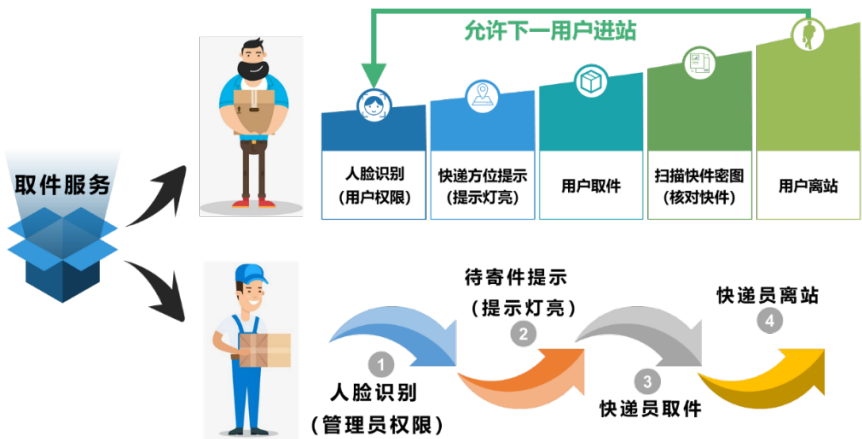 允许下一用户进站
取件服务
人脸识别
（用户权限）
快递方位提示
（提示灯亮）
用户取件
扫描快件密图
（核对快件）
用户离站
待寄件提示
（提示灯亮）
快递员离站
4
2
1
3
人脸识别
（管理员权限）
快递员取件